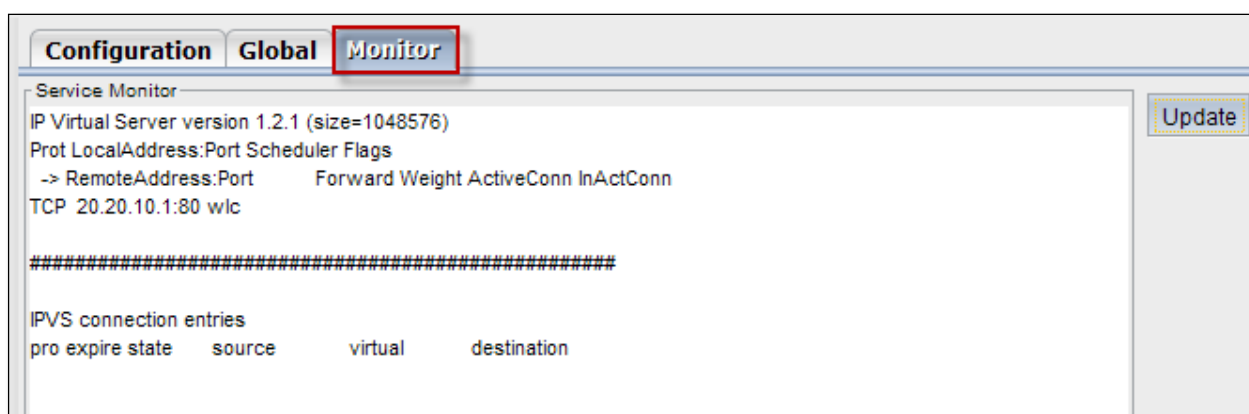 Configuration Global Monitor
Service Monitor
Update
IP Virtual Server version 1.2.1 (size=1048576)
Prot LocalAddress:Port Scheduler Flags
-> RemoteAddress:Port Forward Weight ActiveConn InActConn
TCP 20.20.10.1:80 wlc
####################################################
IPVS connection entries
pro expire state source virtual destination